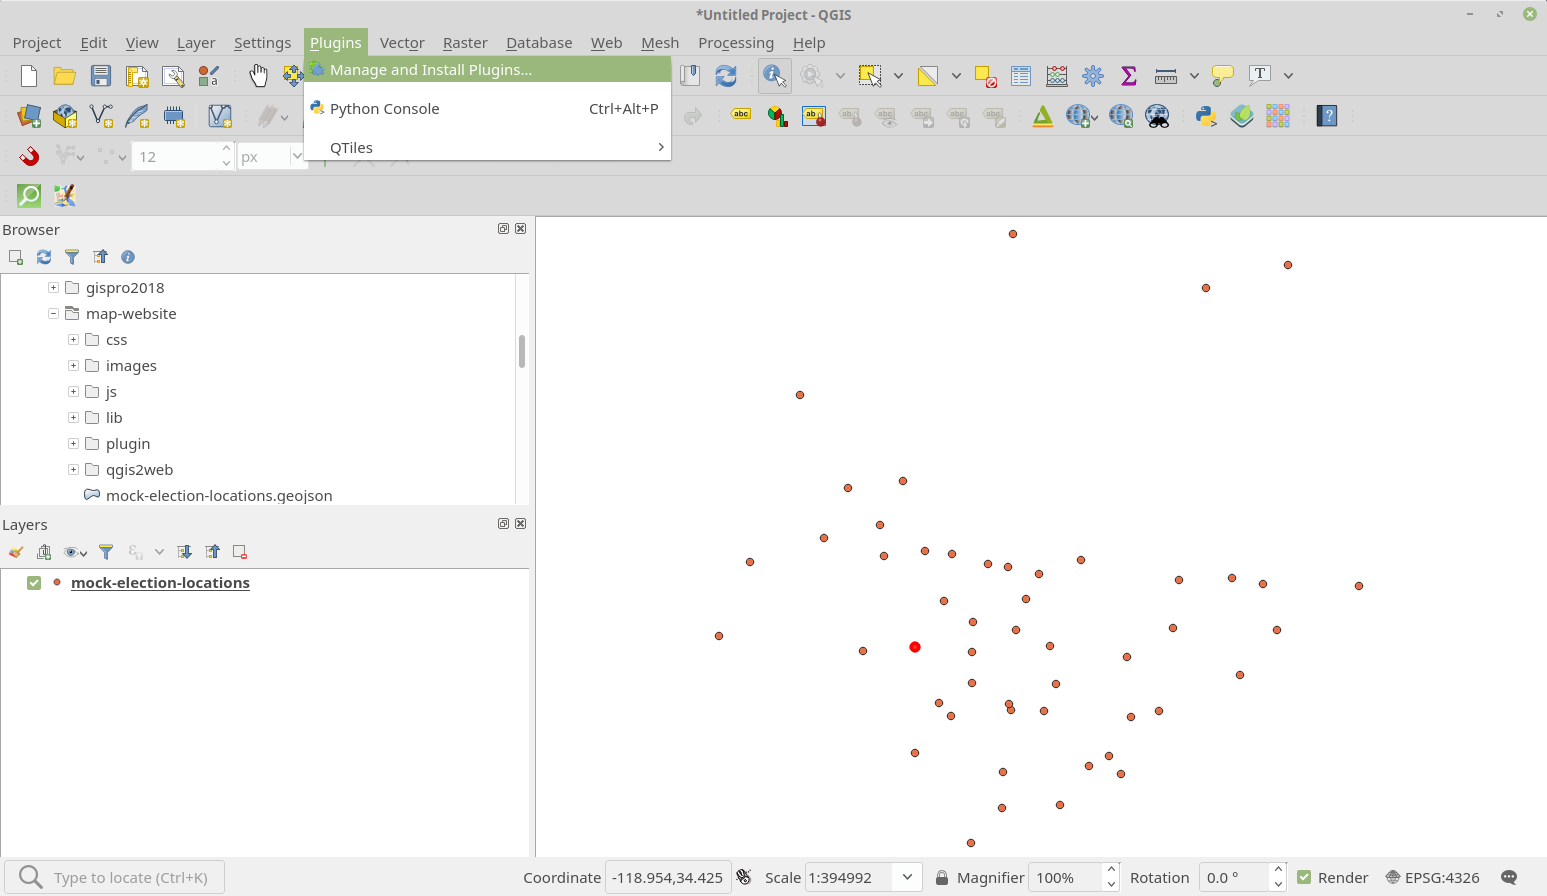 *Untitled Project - QGIS
Project Edit View Layer Settings Plugins Vector Raster Database Web Mesh Processing Help
Manage and Install Plugins...
Python Console Ctrl+Alt+P
QTiles
12 px
Browser
gispro2018
map-website
css
images
js
lib
plugin
qgis2web
mock-election-locations.geojson
Layers
mock-election-locations
Type to locate (Ctrl+K) Coordinate -118.954,34.425 Scale 1:394992 Magnifier 100% Rotation 0.0 ° Render EPSG:4326